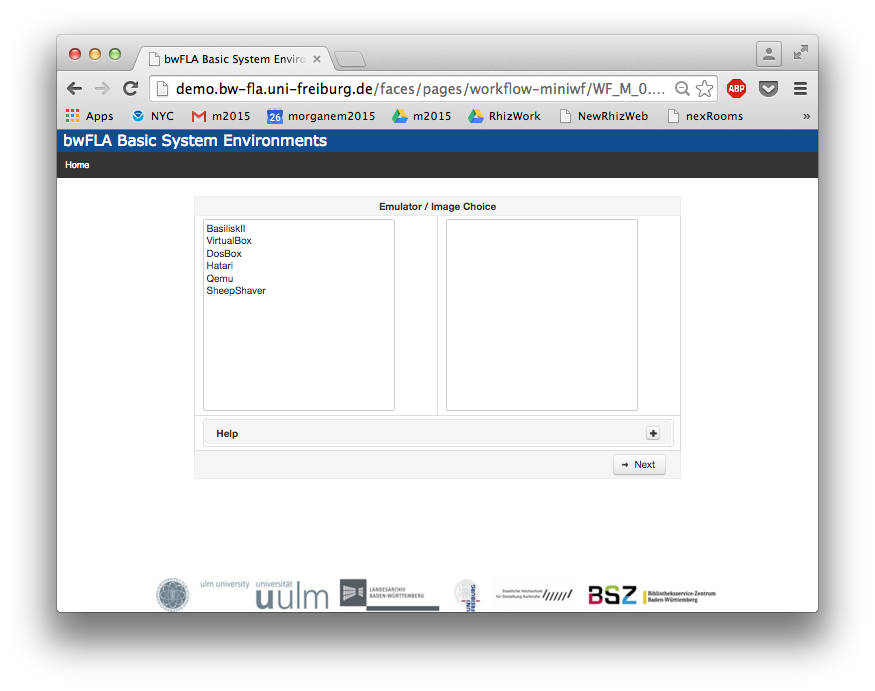 bwFLA Basic System Enviro
demo.bw-fla.uni-freiburg.de/faces/pages/workflow-miniwf/WF_M_0....
ABP
Apps NYC m2015 26 morganem2015 m2015 RhizWork NewRhizWeb nexRooms »
bwFLA Basic System Environments
Home
Emulator / Image Choice
BasiliskII
VirtualBox
DosBox
Hatari
Qemu
SheepShaver
Help
Next
ulm university universität
uulm
LANDESARCHIV
BADEN-WÜRTTEMBERG
UNI
FREIBURG
Staatliche Hochschule
für Gestaltung Karlsruhe
BSZ
Bibliotheksservice-Zentrum
Baden-Württemberg